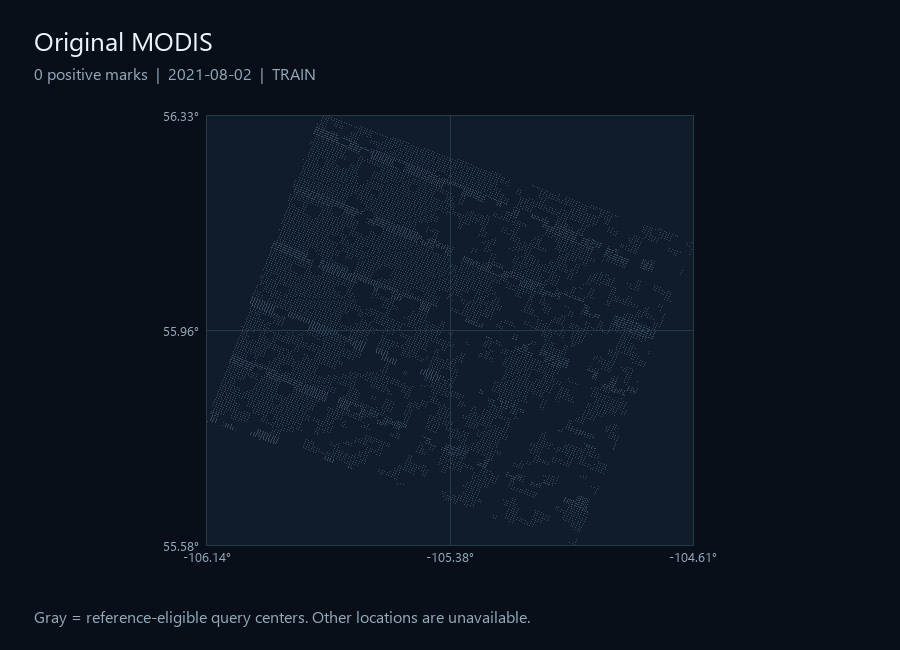 Original MODIS
0 positive marks | 2021-08-02 | TRAIN
56.33°
55.96°
55.58°
-106.14°
-105.38°
-104.61°
Gray = reference-eligible query centers. Other locations are unavailable.